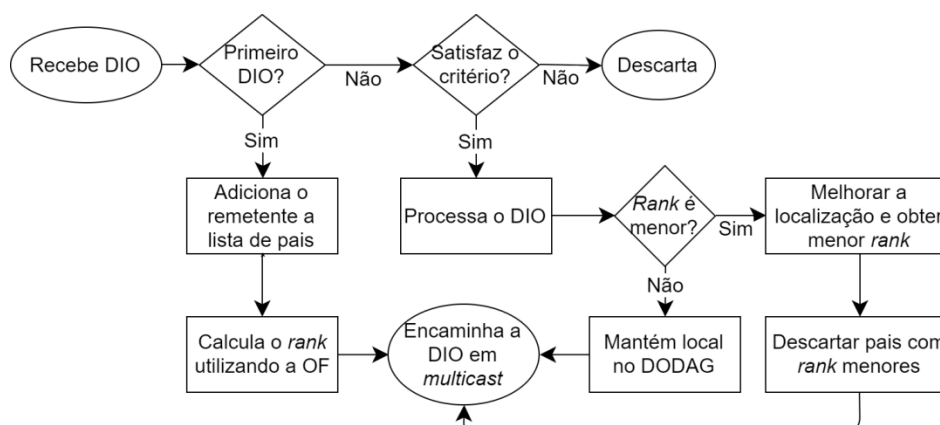 Recebe DIO
Primeiro
DIO?
Não
Satisfaz o
critério?
Não
Descarta
Sim
Sim
Adiciona o
remetente a
lista de pais
Processa o DIO
Rank é
menor?
Sim
Melhorar a
localização e obter
menor rank
Não
Calcula o rank
utilizando a OF
Encaminha a
DIO em
multicast
Mantém local
no DODAG
Descartar pais com
rank menores